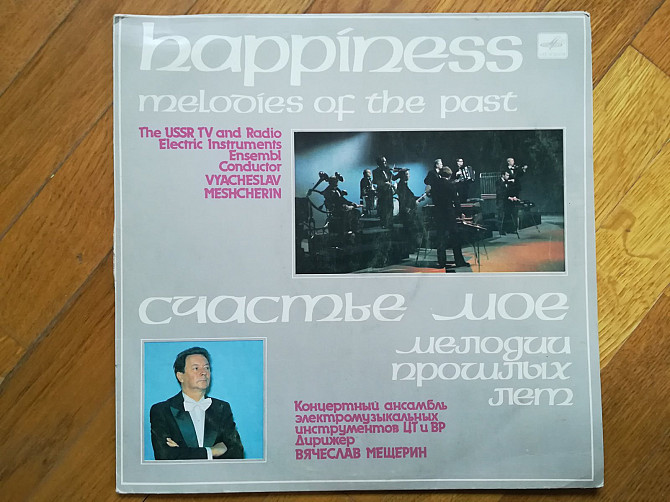 happiness
melodies of the past
The USSR TV and Radio
Electric Instruments
Ensembl
Conductor
VYACHESLAV
MESHCHERIN
счастье мое
мелодии
прошлых
лет
Концертный ансамбль
электромузыкальных
инструментов ЦТ и ВР
Дирижёр
ВЯЧЕСЛАВ МЕЩЕРИН